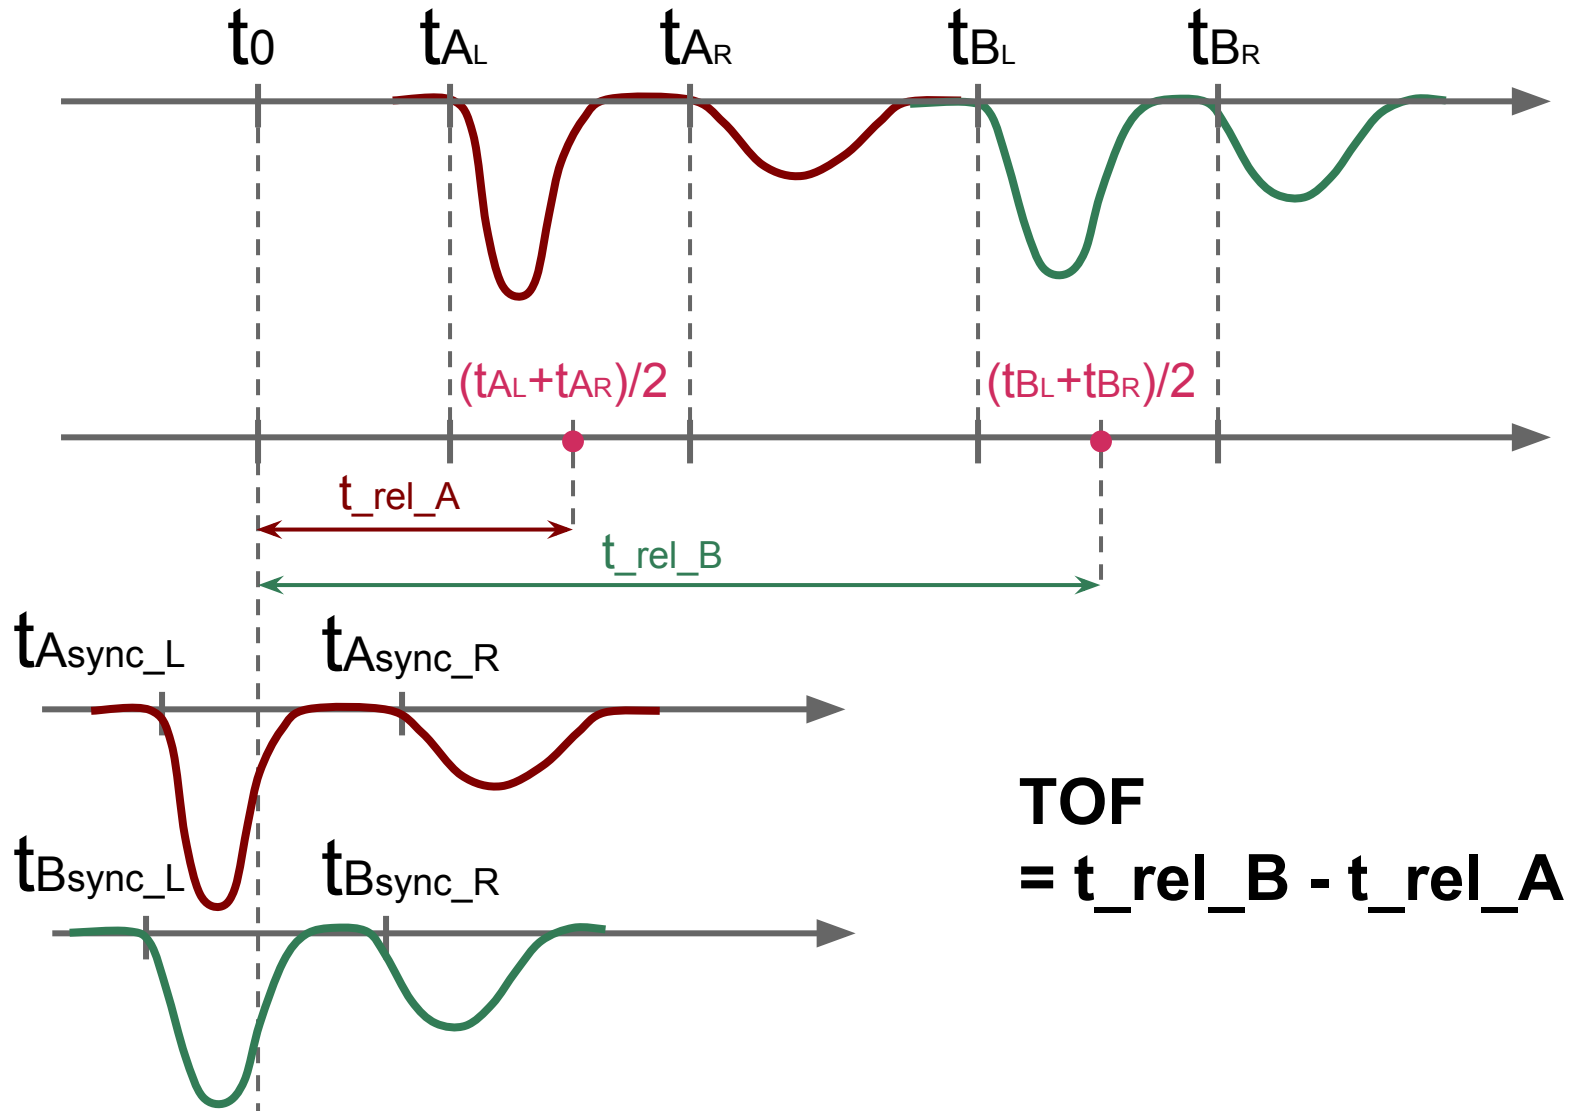 t0 tAL tAR tBL tBR
(tAL+tAR)/2 (tBL+tBR)/2
t_rel_A
t_rel_B
tAsync_L tAsync_R
TOF
= t_rel_B - t_rel_A
tBsync_L tBsync_R